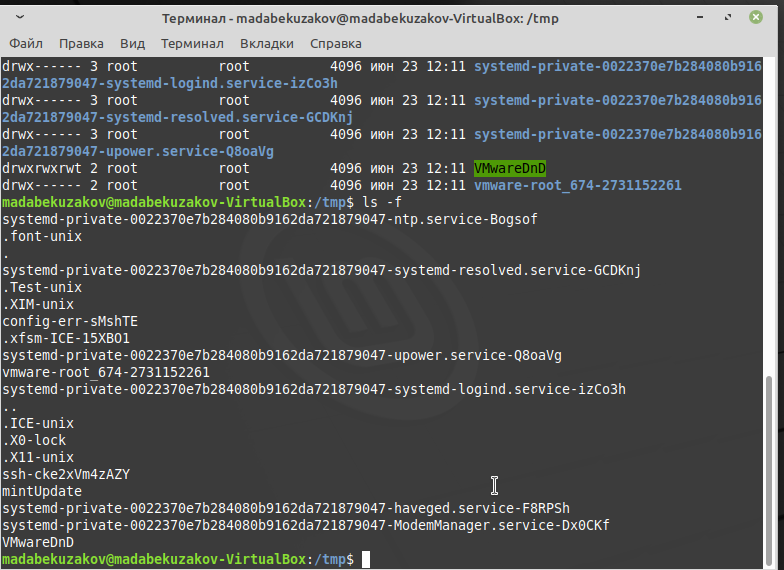 Терминал - madabekuzakov@madabekuzakov-VirtualBox: /tmp
Файл Правка Вид Терминал Вкладки Справка
drwx------ 3 root root 4096 июн 23 12:11 systemd-private-0022370e7b284080b916
2da721879047-systemd-logind.service-izCo3h
drwx------ 3 root root 4096 июн 23 12:11 systemd-private-0022370e7b284080b916
2da721879047-systemd-resolved.service-GCDKnj
drwx------ 3 root root 4096 июн 23 12:11 systemd-private-0022370e7b284080b916
2da721879047-upower.service-Q8oaVg
drwxrwxrwt 2 root root 4096 июн 23 12:11 VMwareDnD
drwx------ 2 root root 4096 июн 23 12:11 vmware-root_674-2731152261
madabekuzakov@madabekuzakov-VirtualBox:/tmp$ ls -f
systemd-private-0022370e7b284080b9162da721879047-ntp.service-Bogsof
.font-unix
.
systemd-private-0022370e7b284080b9162da721879047-systemd-resolved.service-GCDKnj
.Test-unix
.XIM-unix
config-err-sMshTE
.xfsm-ICE-15XBO1
systemd-private-0022370e7b284080b9162da721879047-upower.service-Q8oaVg
vmware-root_674-2731152261
systemd-private-0022370e7b284080b9162da721879047-systemd-logind.service-izCo3h
..
.ICE-unix
.X0-lock
.X11-unix
ssh-cke2xVm4zAZY
mintUpdate
systemd-private-0022370e7b284080b9162da721879047-haveged.service-F8RPSh
systemd-private-0022370e7b284080b9162da721879047-ModemManager.service-Dx0CKf
VMwareDnD
madabekuzakov@madabekuzakov-VirtualBox:/tmp$